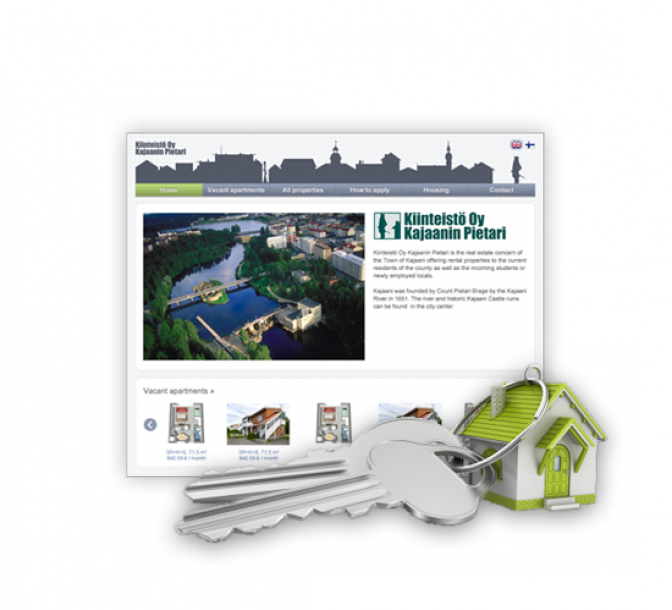 Kiinteistö Oy
Kajaanin Pietari
Home Vacant apartments All properties How to apply Housing Contact
Kiinteistö Oy
Kajaanin Pietari
Kiinteistö Oy Kajaanin Pietari is the real estate concern of
the Town of Kajaani offering rental properties to the current
residents of the county as well as the incoming students or
newly employed locals.
Kajaani was founded by Count Pietari Brage by the Kajaani
River in 1651. The river and historic Kajaani Castle ruins
can be found in the city center.
Vacant apartments »
2R+K+S, 71.5 m² 2R+K+S, 71.5 m²
840.09 € / month 840.09 € / month